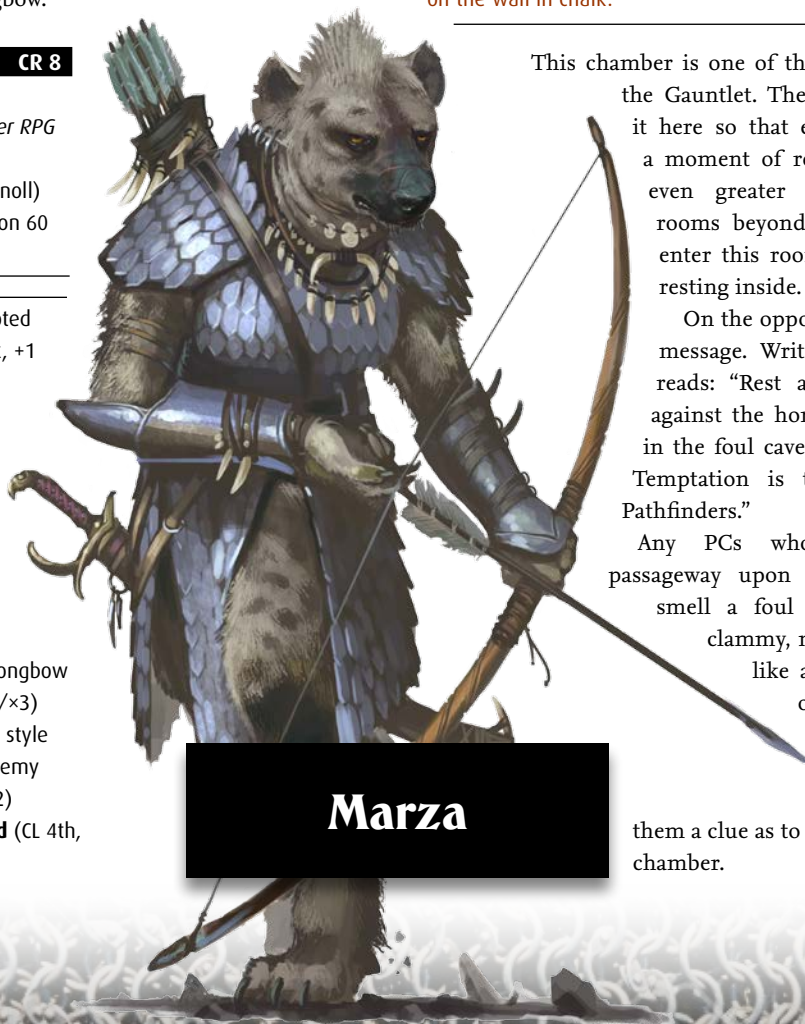 CR 8
er RPG
noll)
on 60
oted
, +1
ongbow
/×3)
style
emy
2)
d (CL 4th,
on the wall in chalk.
This chamber is one of th
the Gauntlet. The
it here so that e
a moment of re
even greater
rooms beyond
enter this roo
resting inside.
On the oppo
message. Writ
reads: “Rest a
against the hor
in the foul cave
Temptation is t
Pathfinders.”
Any PCs who
passageway upon
smell a foul
clammy, r
like a
them a clue as to
chamber.
Marza